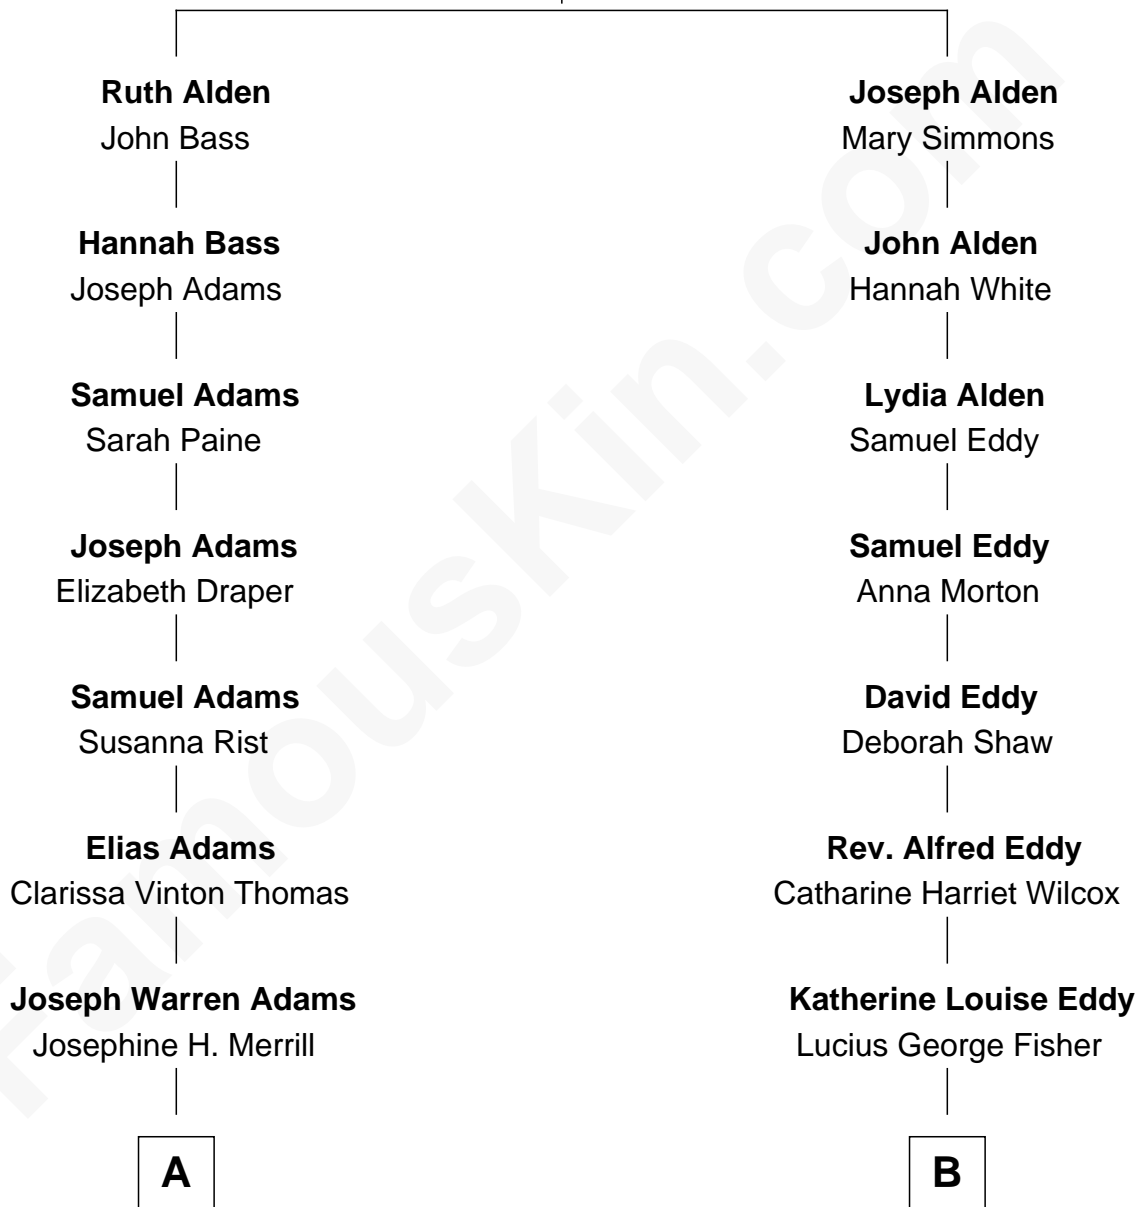 Ruth Alden
John Bass
Hannah Bass
Joseph Adams
Samuel Adams
Sarah Paine
Joseph Adams
Elizabeth Draper
Samuel Adams
Susanna Rist
Elias Adams
Clarissa Vinton Thomas
Joseph Warren Adams
Josephine H. Merrill
A
Joseph Alden
Mary Simmons
John Alden
Hannah White
Lydia Alden
Samuel Eddy
Samuel Eddy
Anna Morton
David Eddy
Deborah Shaw
Rev. Alfred Eddy
Catharine Harriet Wilcox
Katherine Louise Eddy
Lucius George Fisher
B
FamousKin.com